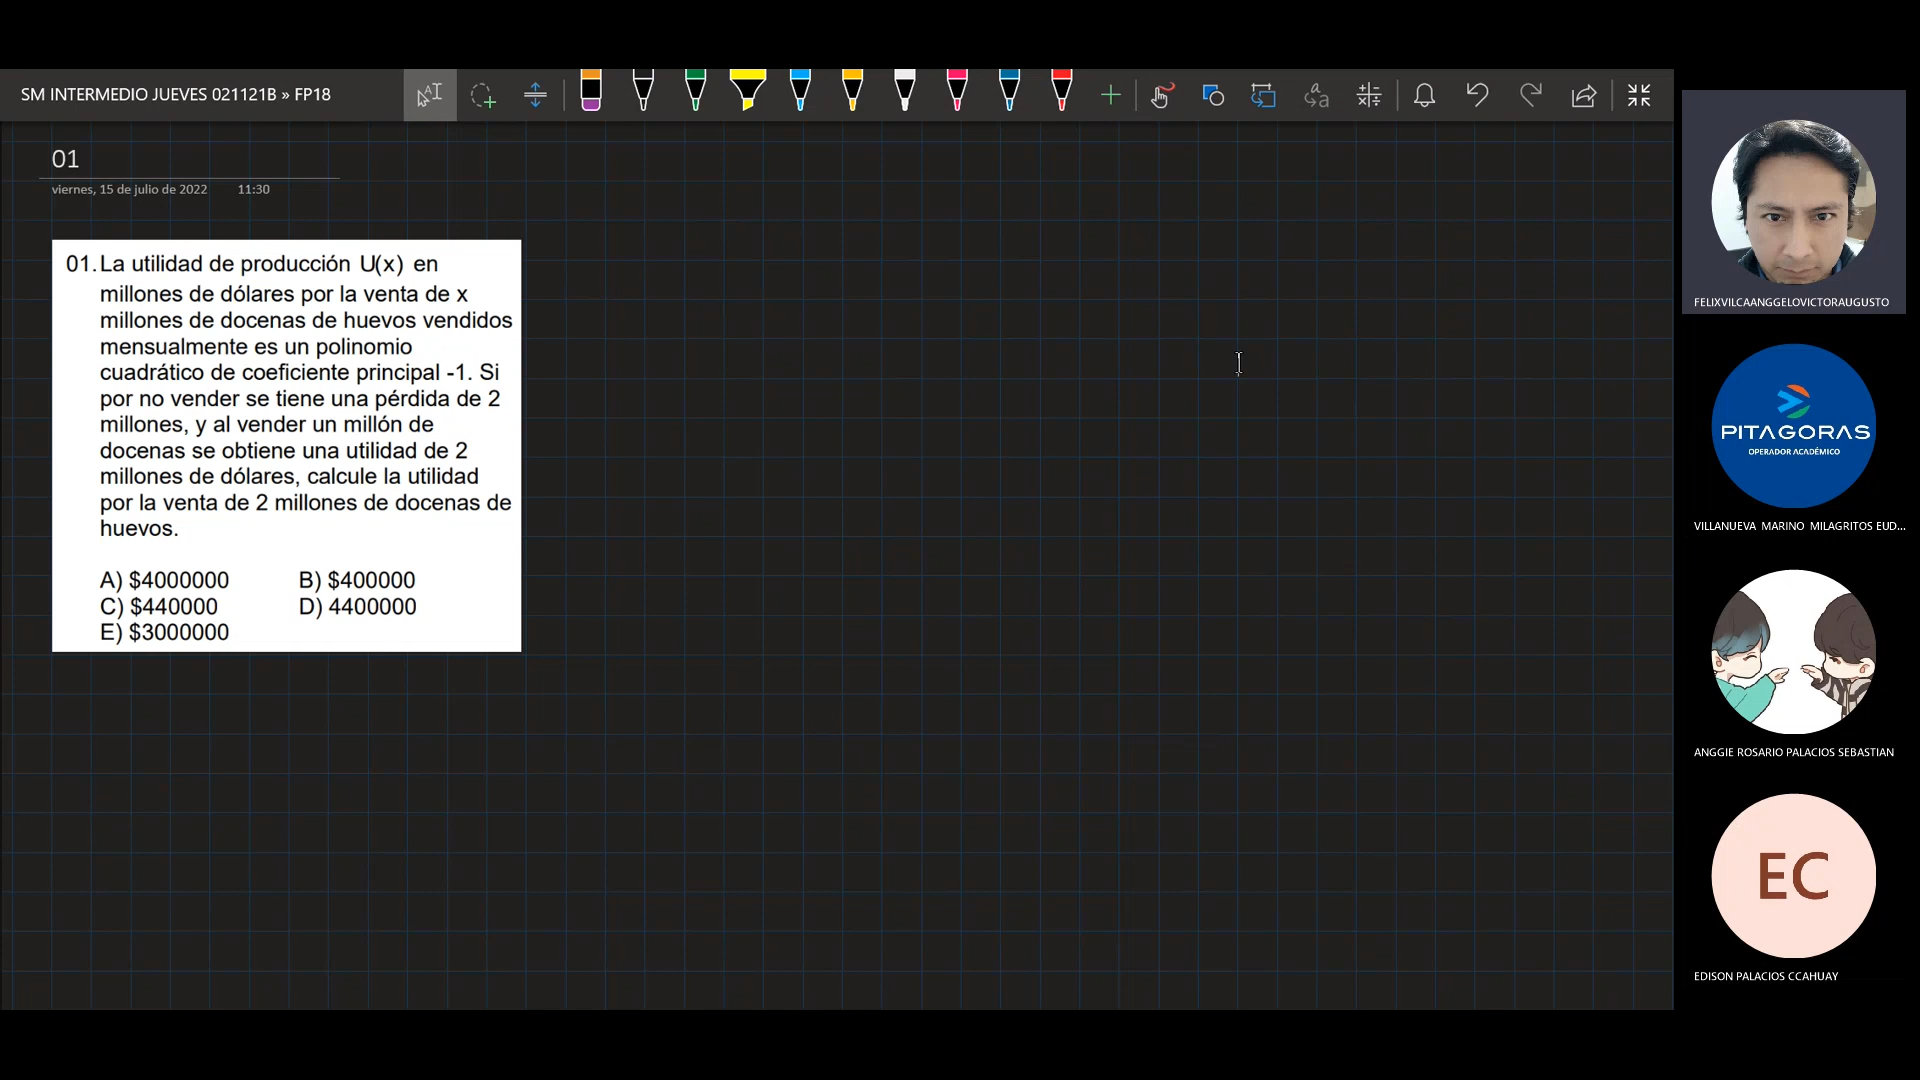 SM INTERMEDIO JUEVES 021121B » FP18
01
viernes, 15 de julio de 2022 11:30
01. La utilidad de producción U(x) en
millones de dólares por la venta de x
millones de docenas de huevos vendidos
mensualmente es un polinomio
cuadrático de coeficiente principal -1. Si
por no vender se tiene una pérdida de 2
millones, y al vender un millón de
docenas se obtiene una utilidad de 2
millones de dólares, calcule la utilidad
por la venta de 2 millones de docenas de
huevos.
A) $4000000 B) $400000
C) $440000 D) 4400000
E) $3000000
FELIXVILCAANGGELOVICTORAUGUSTO
PITAGORAS
OPERADOR ACADÉMICO
VILLANUEVA MARINO MILAGRITOS EUD...
ANGGIE ROSARIO PALACIOS SEBASTIAN
EC
EDISON PALACIOS CCAHUAY